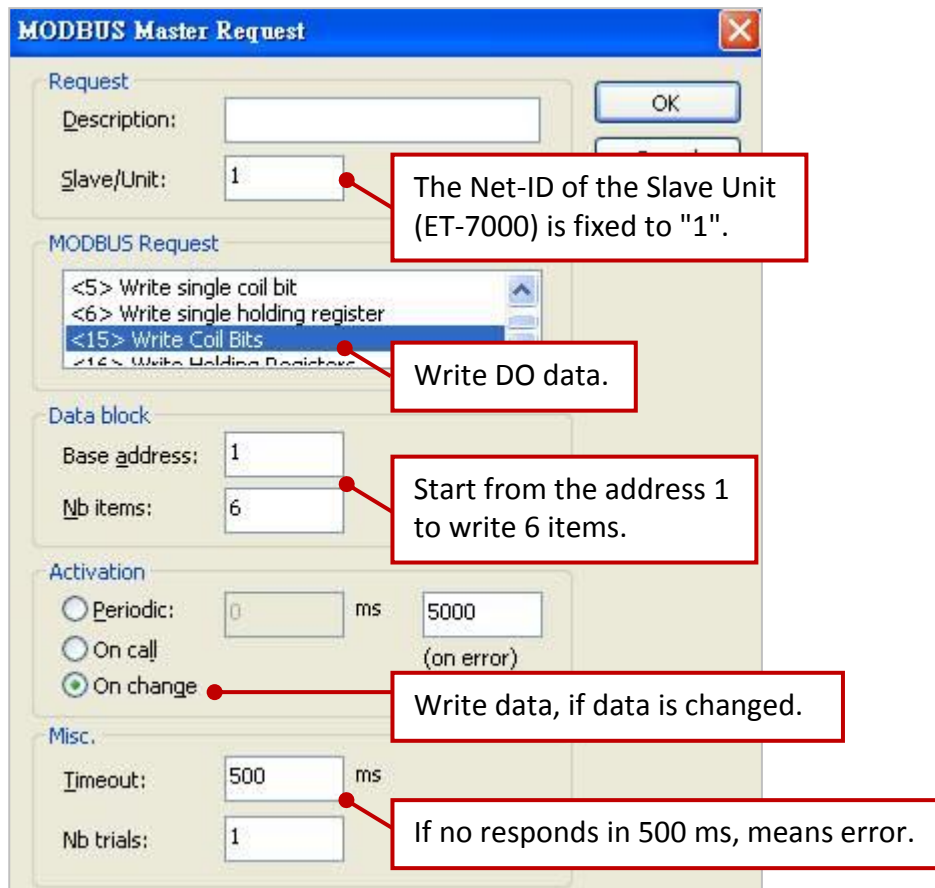 MODBUS Master Request
Request
OK
Description:
Slave/Unit:
1
The Net-ID of the Slave Unit
(ET-7000) is fixed to "1".
MODBUS Request
<5> Write single coil bit
<6> Write single holding register
<15> Write Coil Bits
<16> Write Holding Registers
Write DO data.
Data block
Base address:
1
Nb items:
6
Start from the address 1
to write 6 items.
Activation
Periodic:
0
ms
5000
On call
(on error)
On change
Write data, if data is changed.
Misc.
Timeout:
500
ms
Nb trials:
1
If no responds in 500 ms, means error.